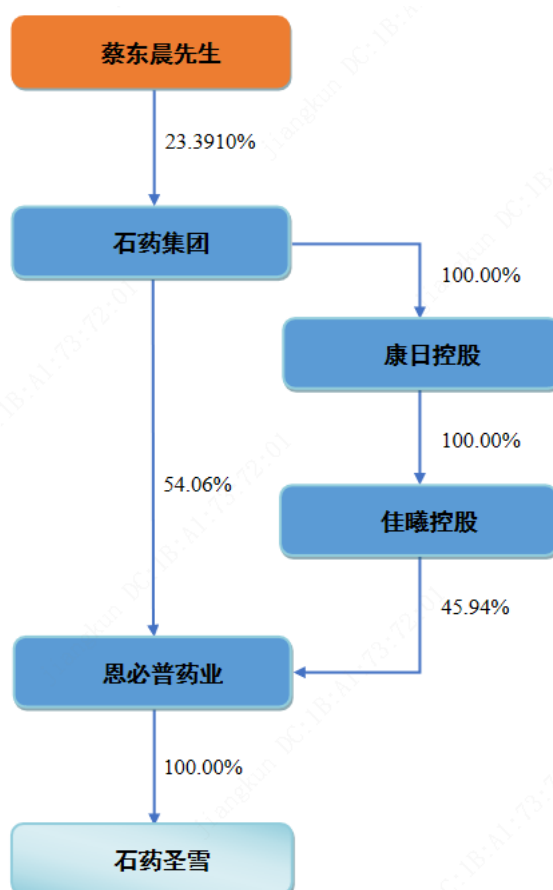 蔡东晨先生
23.3910%
石药集团
100.00%
康日控股
100.00%
54.06%
佳曦控股
45.94%
恩必普药业
100.00%
石药圣雪